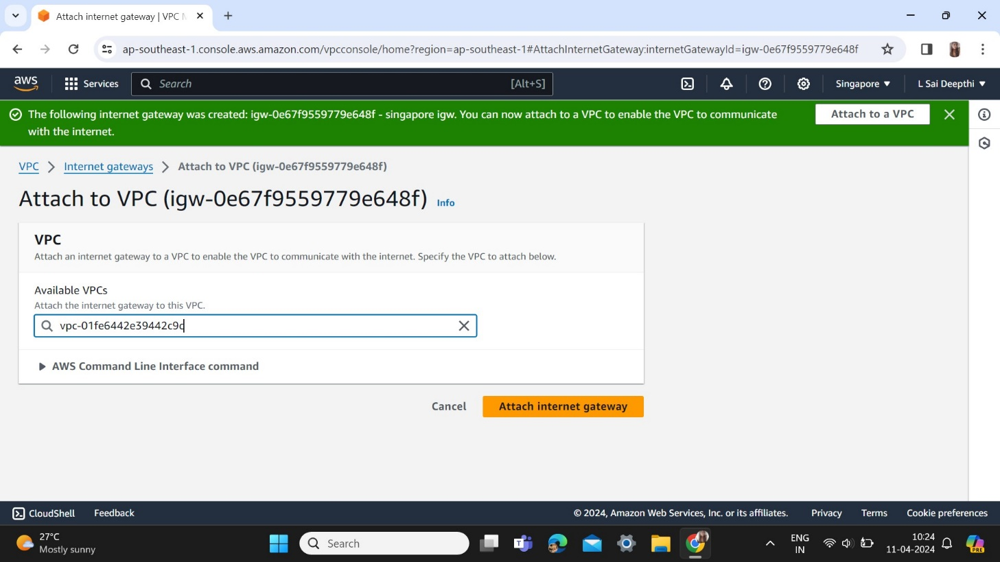 Attach internet gateway | VPC M
ap-southeast-1.console.aws.amazon.com/vpcconsole/home?region=ap-southeast-1#AttachInternetGateway:internetGatewayId=igw-0e67f9559779e648f
aws Services Search [Alt+S] Singapore L Sai Deepthi
The following internet gateway was created: igw-0e67f9559779e648f - singapore igw. You can now attach to a VPC to enable the VPC to communicate
with the internet.
Attach to a VPC
VPC Internet gateways Attach to VPC (igw-0e67f9559779e648f)
Attach to VPC (igw-0e67f9559779e648f) Info
VPC
Attach an internet gateway to a VPC to enable the VPC to communicate with the internet. Specify the VPC to attach below.
Available VPCs
Attach the internet gateway to this VPC.
vpc-01fe6442e39442c9d
AWS Command Line Interface command
Cancel Attach internet gateway
CloudShell Feedback © 2024, Amazon Web Services, Inc. or its affiliates. Privacy Terms Cookie preferences
27°C
Mostly sunny
Search
ENG
IN
10:24
11-04-2024
PRE